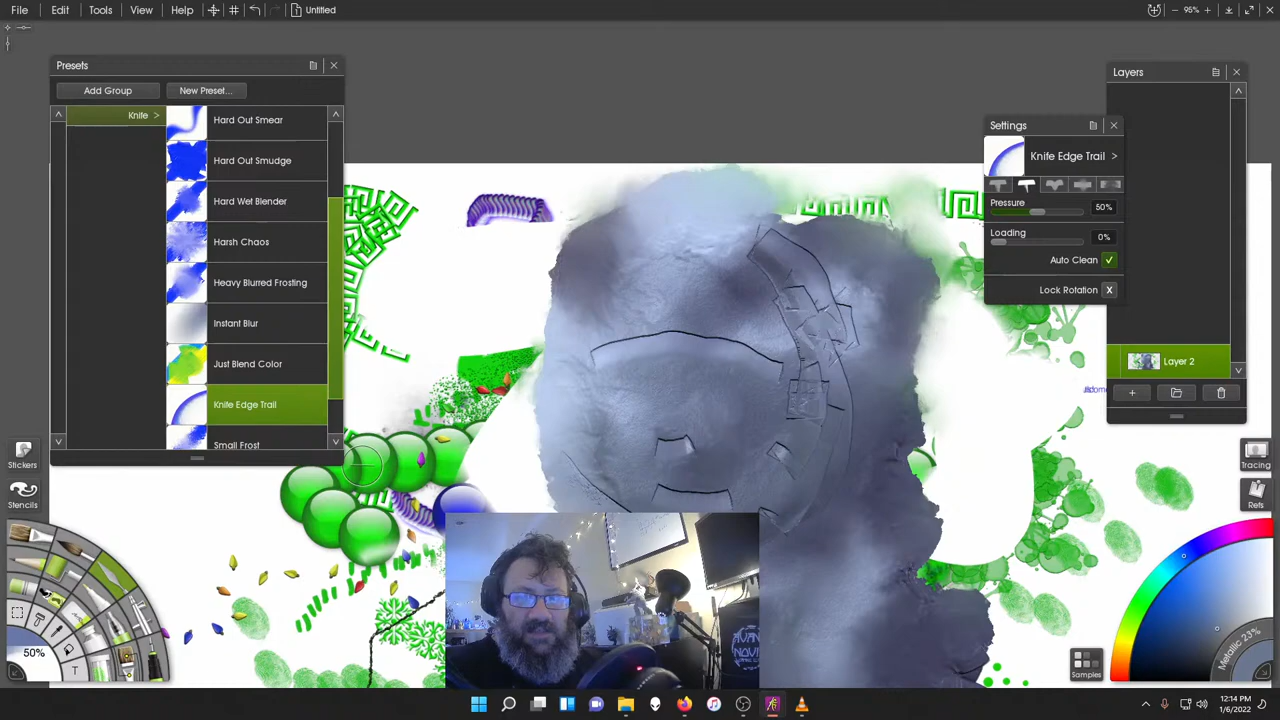 File Edit Tools View Untitled 95%
Presets
Add Group New Preset...
Knife >
Hard Out Smear
Hard Out Smudge
Hard Wet Blender
Harsh Chaos
Heavy Blurred Frosting
Instant Blur
Just Blend Color
Knife Edge Trail
Small Frost
Settings
Knife Edge Trail >
Pressure 50%
Loading 0%
Auto Clean
Lock Rotation X
Layers
Layer 2
Stickers
Stencils
50%
Tracing
Refs
Metallic 23%
Samples
12:14 PM
1/6/2022